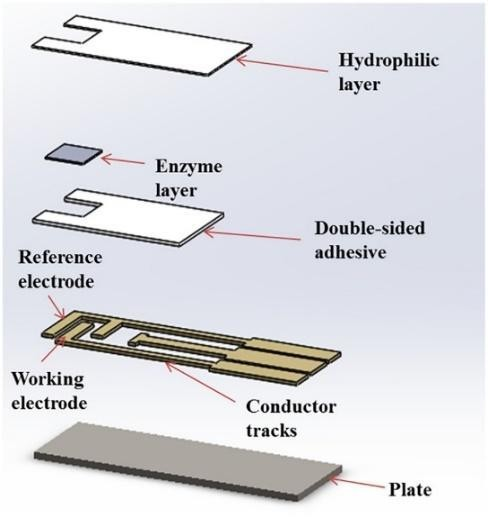 Hydrophilic
layer
Enzyme
layer
Double-sided
adhesive
Reference
electrode
Working
electrode
Conductor
tracks
Plate